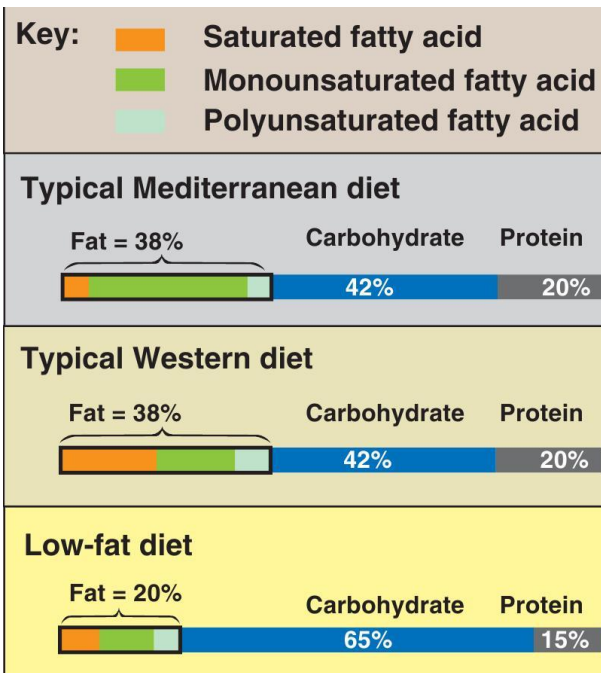 Key:
Saturated fatty acid
Monounsaturated fatty acid
Polyunsaturated fatty acid
Typical Mediterranean diet
Fat = 38% Carbohydrate Protein
42% 20%
Typical Western diet
Fat = 38% Carbohydrate Protein
42% 20%
Low-fat diet
Fat = 20% Carbohydrate Protein
65% 15%